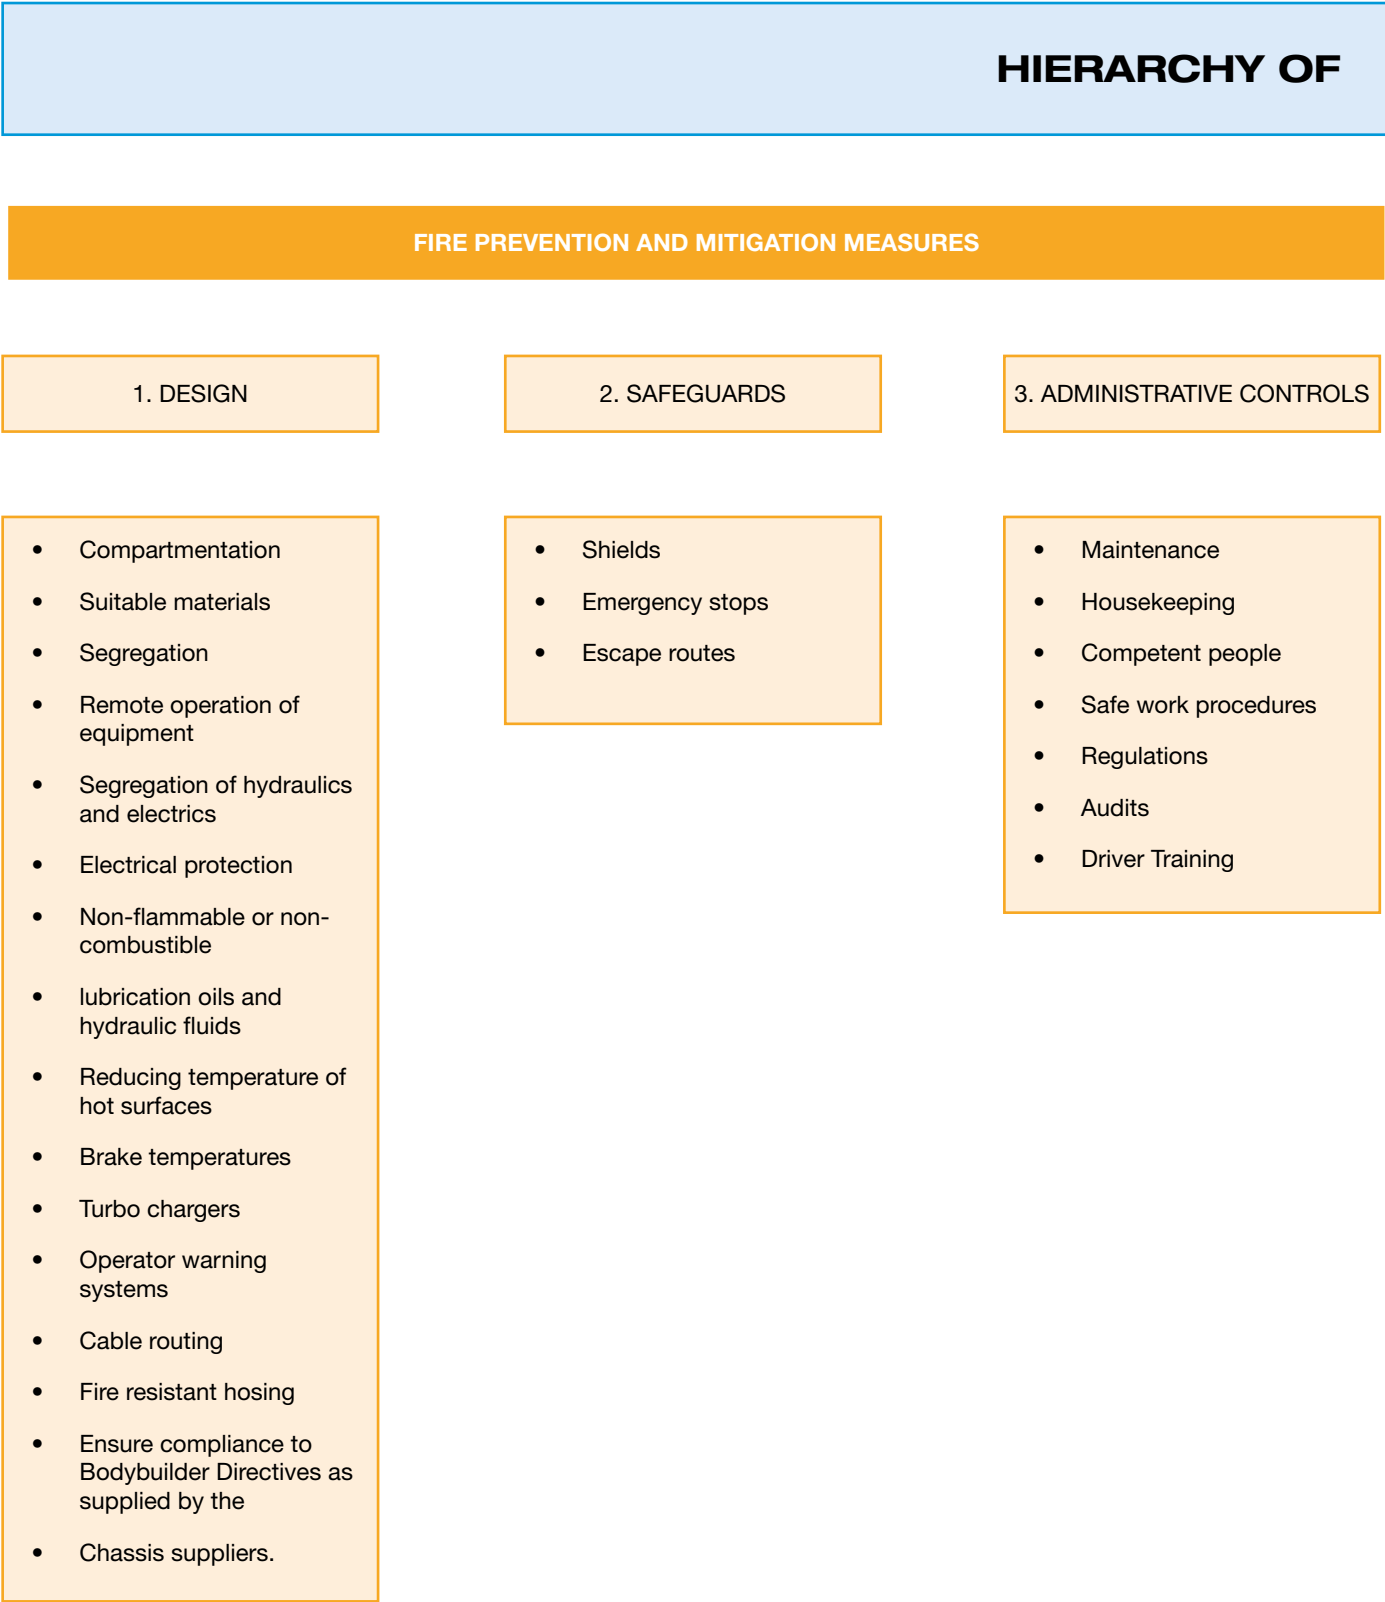 HIERARCHY OF
FIRE PREVENTION AND MITIGATION MEASURES
1. DESIGN
• Compartmentation
• Suitable materials
• Segregation
• Remote operation of
equipment
• Segregation of hydraulics
and electrics
• Electrical protection
• Non-flammable or non-
combustible
• lubrication oils and
hydraulic fluids
• Reducing temperature of
hot surfaces
• Brake temperatures
• Turbo chargers
• Operator warning
systems
• Cable routing
• Fire resistant hosing
• Ensure compliance to
Bodybuilder Directives as
supplied by the
• Chassis suppliers.
2. SAFEGUARDS
• Shields
• Emergency stops
• Escape routes
3. ADMINISTRATIVE CONTROLS
• Maintenance
• Housekeeping
• Competent people
• Safe work procedures
• Regulations
• Audits
• Driver Training